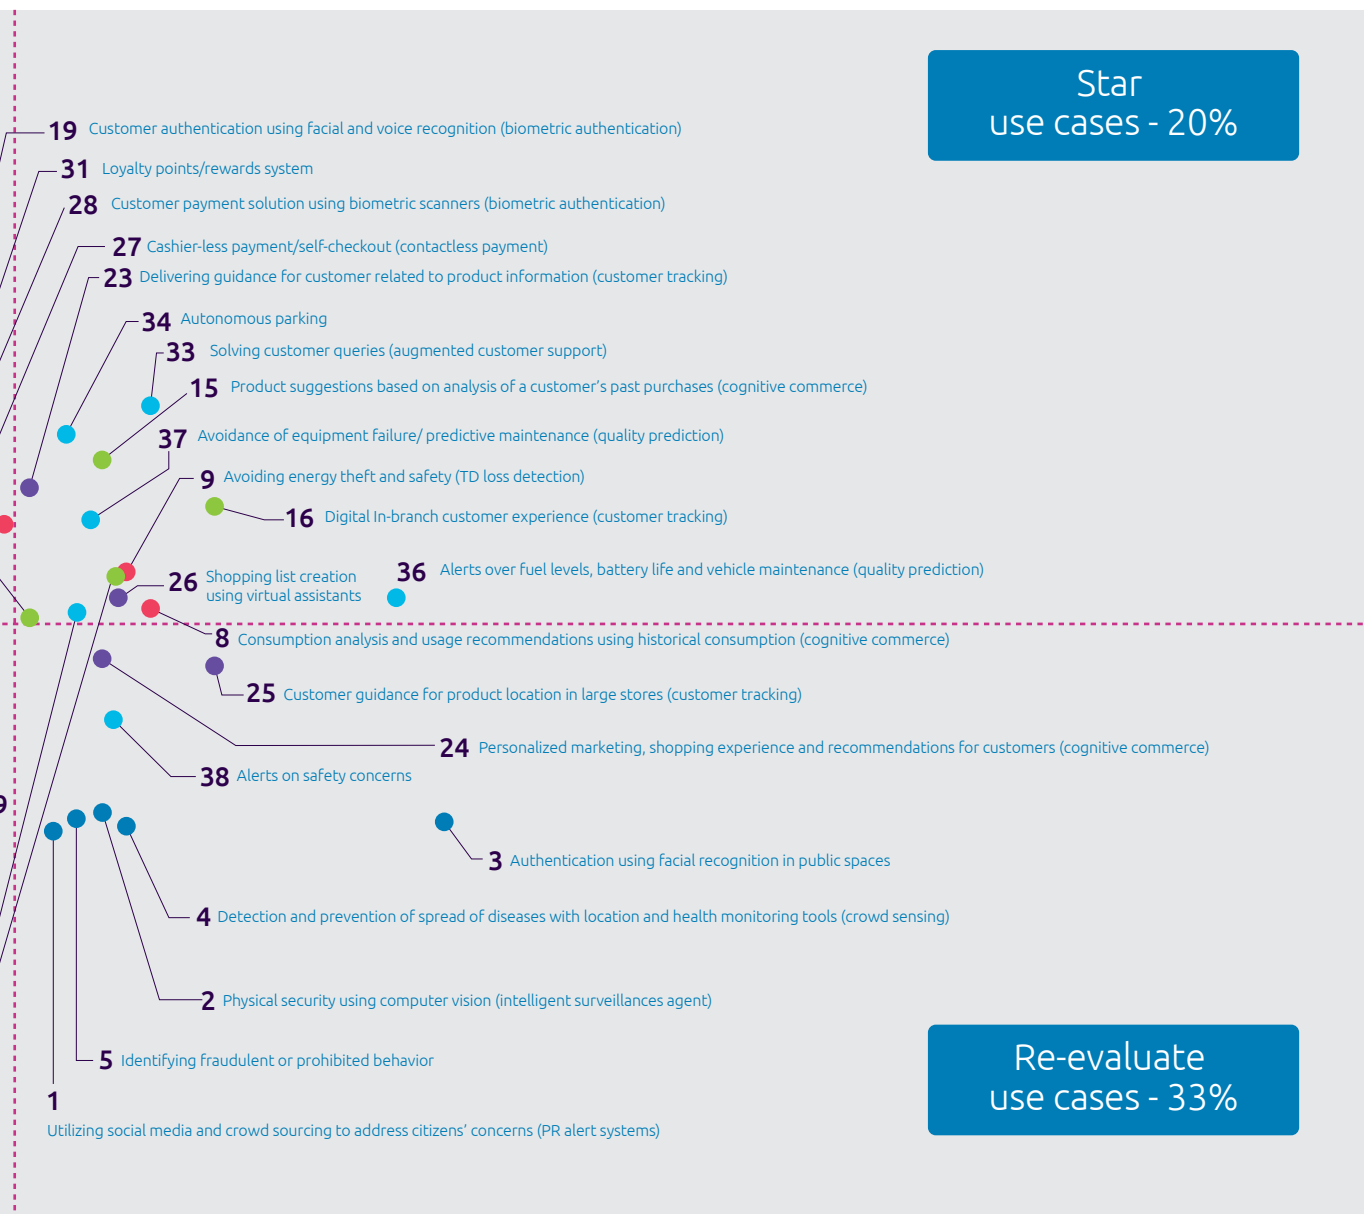 Star
use cases - 20%
19 Customer authentication using facial and voice recognition (biometric authentication)
31 Loyalty points/rewards system
28 Customer payment solution using biometric scanners (biometric authentication)
27 Cashier-less payment/self-checkout (contactless payment)
23 Delivering guidance for customer related to product information (customer tracking)
34 Autonomous parking
33 Solving customer queries (augmented customer support)
15 Product suggestions based on analysis of a customer’s past purchases (cognitive commerce)
37 Avoidance of equipment failure/ predictive maintenance (quality prediction)
9 Avoiding energy theft and safety (TD loss detection)
16 Digital In-branch customer experience (customer tracking)
26 Shopping list creation
using virtual assistants
36 Alerts over fuel levels, battery life and vehicle maintenance (quality prediction)
8 Consumption analysis and usage recommendations using historical consumption (cognitive commerce)
25 Customer guidance for product location in large stores (customer tracking)
24 Personalized marketing, shopping experience and recommendations for customers (cognitive commerce)
38 Alerts on safety concerns
9
3 Authentication using facial recognition in public spaces
4 Detection and prevention of spread of diseases with location and health monitoring tools (crowd sensing)
2 Physical security using computer vision (intelligent surveillances agent)
5 Identifying fraudulent or prohibited behavior
Re-evaluate
use cases - 33%
1
Utilizing social media and crowd sourcing to address citizens’ concerns (PR alert systems)